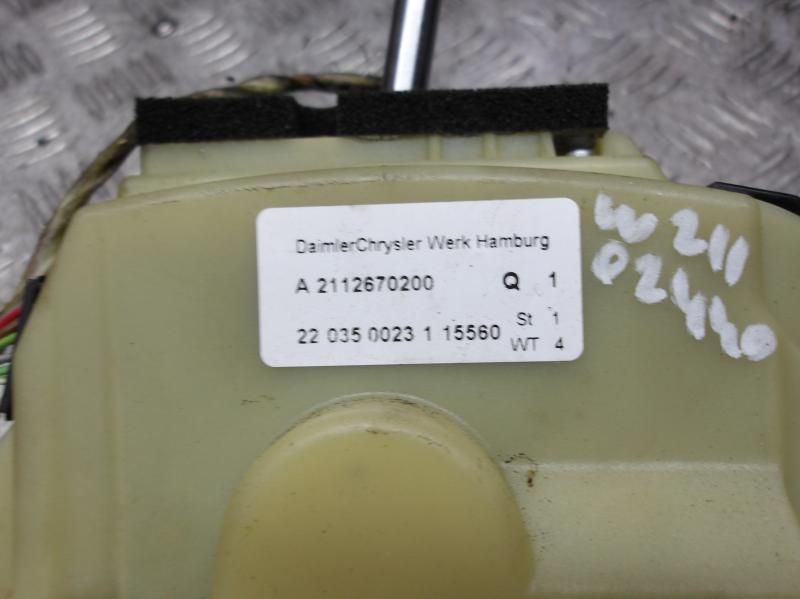 DaimlerChrysler Werk Hamburg
A 2112670200 Q 1
St 1
22 035 0023 1 15560
WT 4
W 211
02440